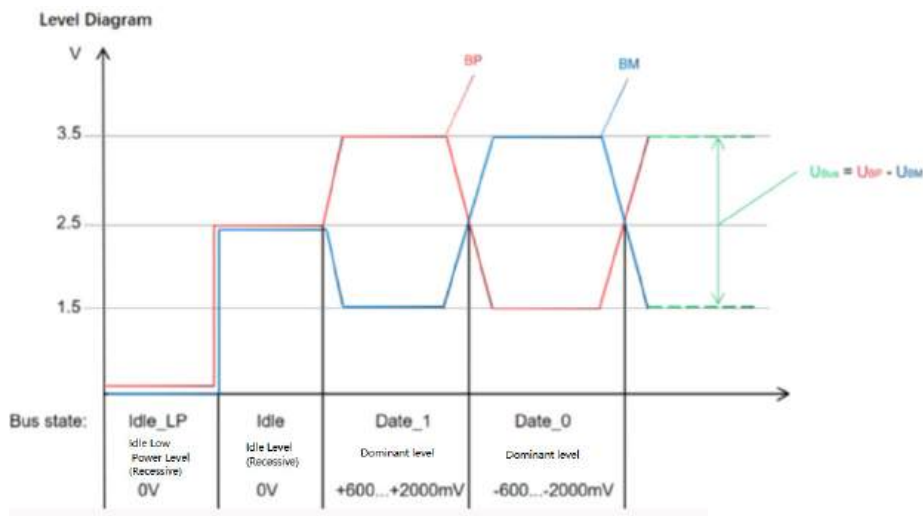 Level Diagram
V
BP
BM
3.5
2.5
1.5
UBus = UBP - UBM
Bus state:
Idle_LP
Idle
Date_1
Date_0
Idle Low
Power Level
(Recessive)
Idle Level
(Recessive)
Dominant level
Dominant level
0V
0V
+600...+2000mV
-600...-2000mV